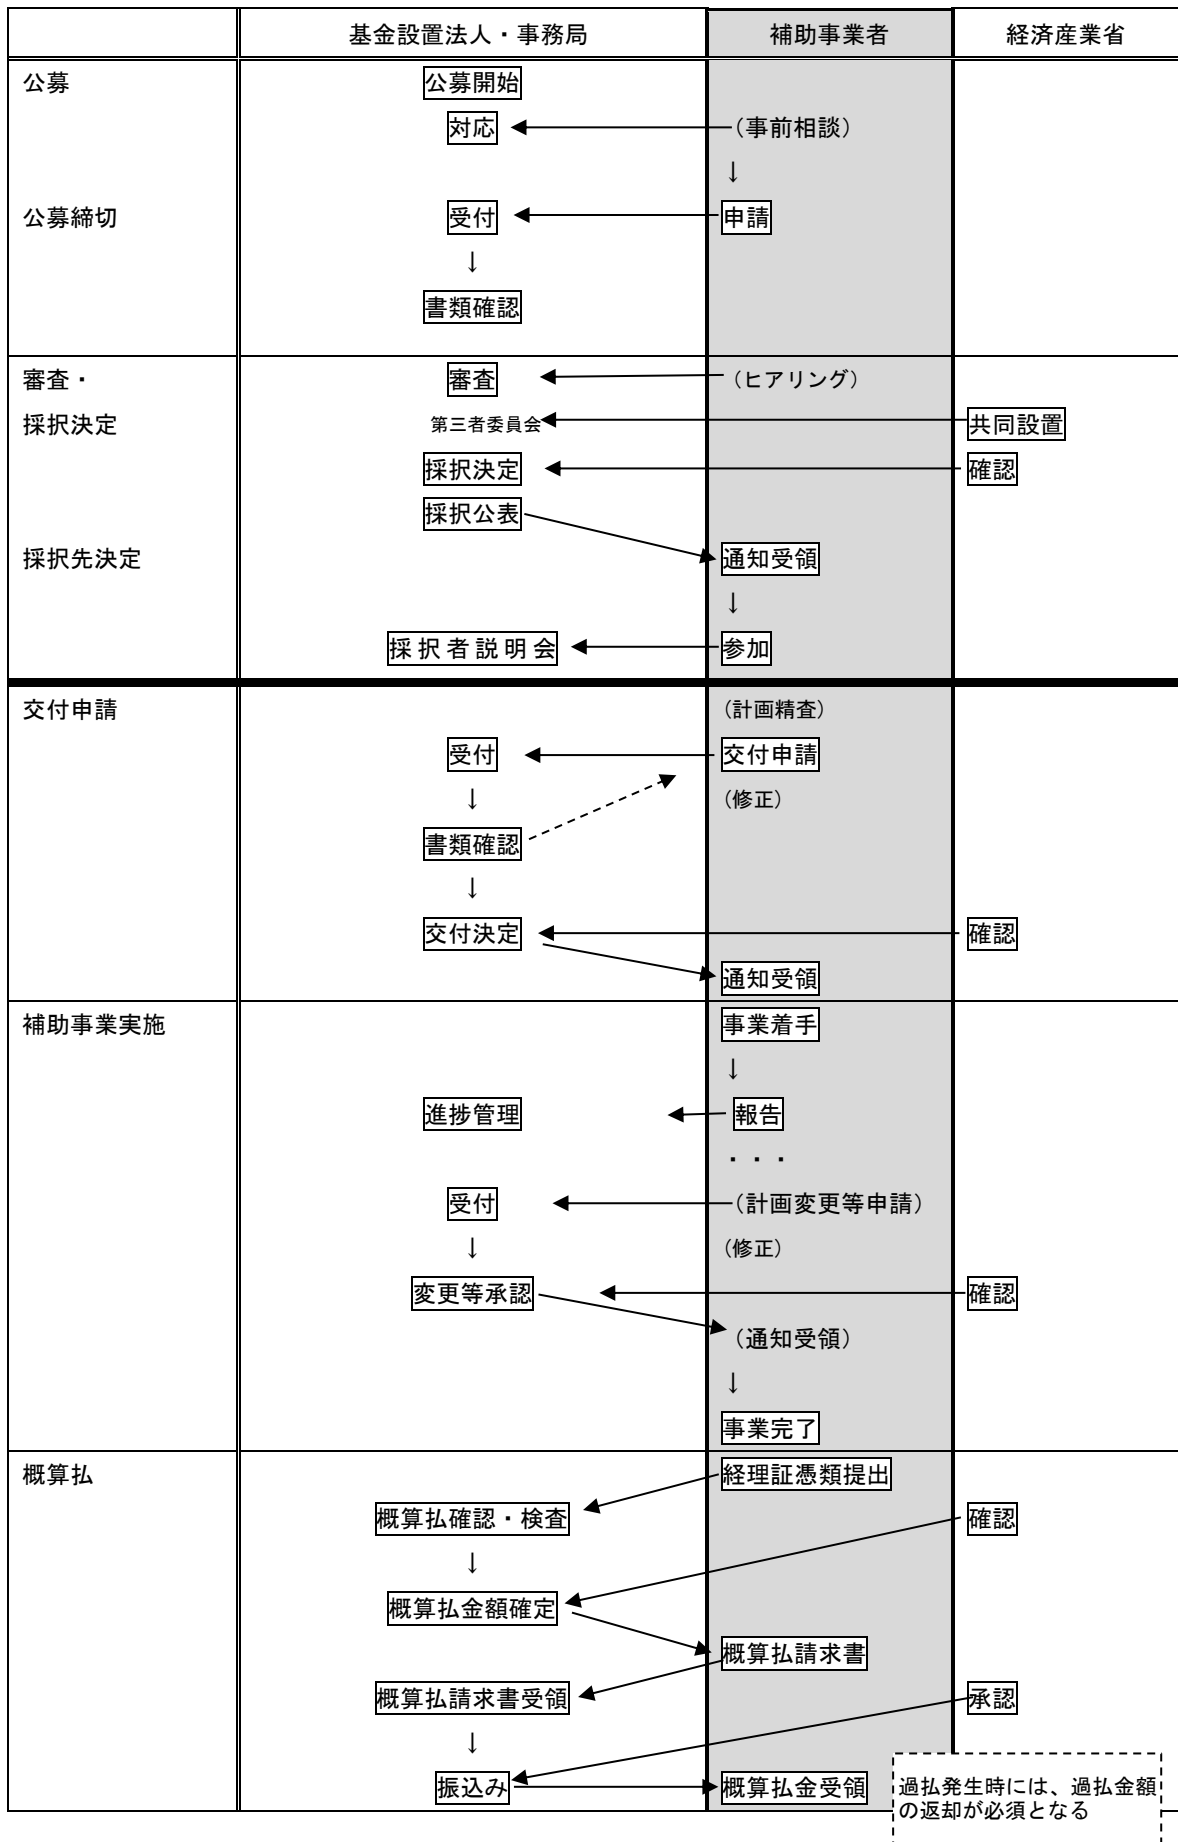 基金設置法人・事務局 補助事業者 経済産業省
公募 公募開始
対応 （事前相談）
↓
公募締切 受付 申請
↓
書類確認
審査・ 審査 （ヒアリング）
採択決定 第三者委員会 共同設置
採択決定 確認
採択公表
採択先決定 通知受領
↓
採択者説明会 参加
交付申請 （計画精査）
受付 交付申請
↓ （修正）
書類確認
↓
交付決定 確認
通知受領
補助事業実施 事業着手
↓
進捗管理 報告
・・・
受付 （計画変更等申請）
↓ （修正）
変更等承認 確認
（通知受領）
↓
事業完了
概算払 経理証憑類提出
概算払確認・検査 確認
↓
概算払金額確定
概算払請求書
概算払請求書受領 承認
↓
振込み 概算払金受領
過払発生時には、過払金額
の返却が必須となる